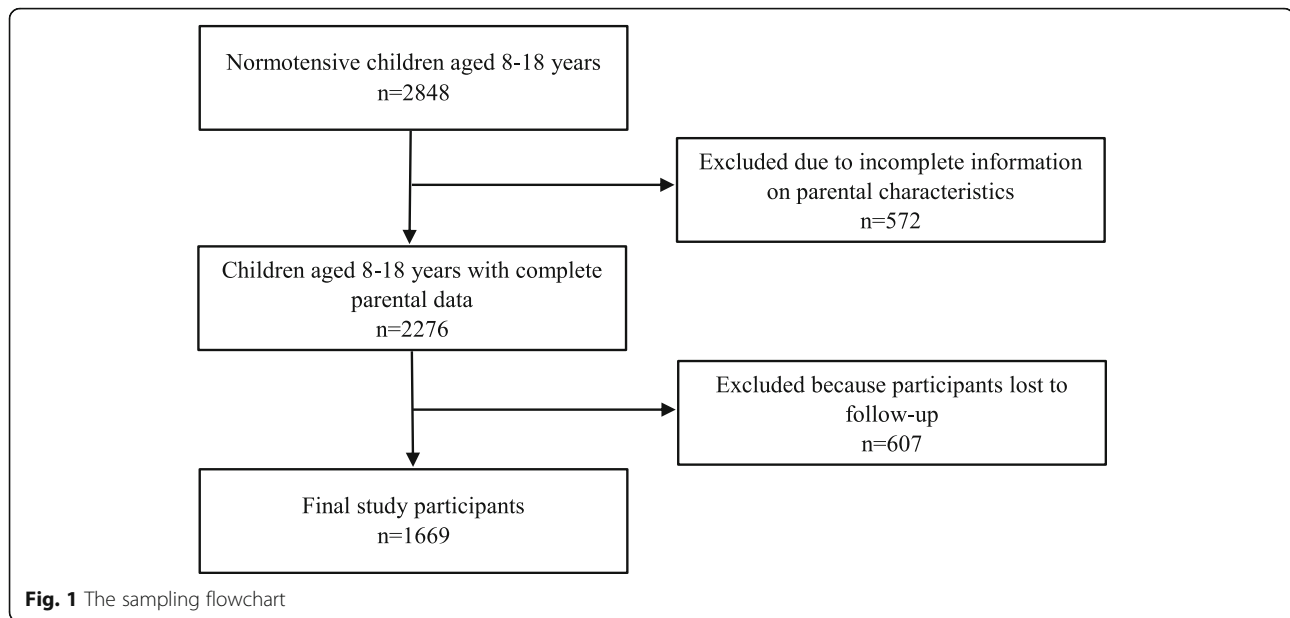 Normotensive children aged 8-18 years
n=2848
Excluded due to incomplete information
on parental characteristics
n=572
Children aged 8-18 years with complete
parental data
n=2276
Excluded because participants lost to
follow-up
n=607
Final study participants
n=1669
Fig. 1 The sampling flowchart